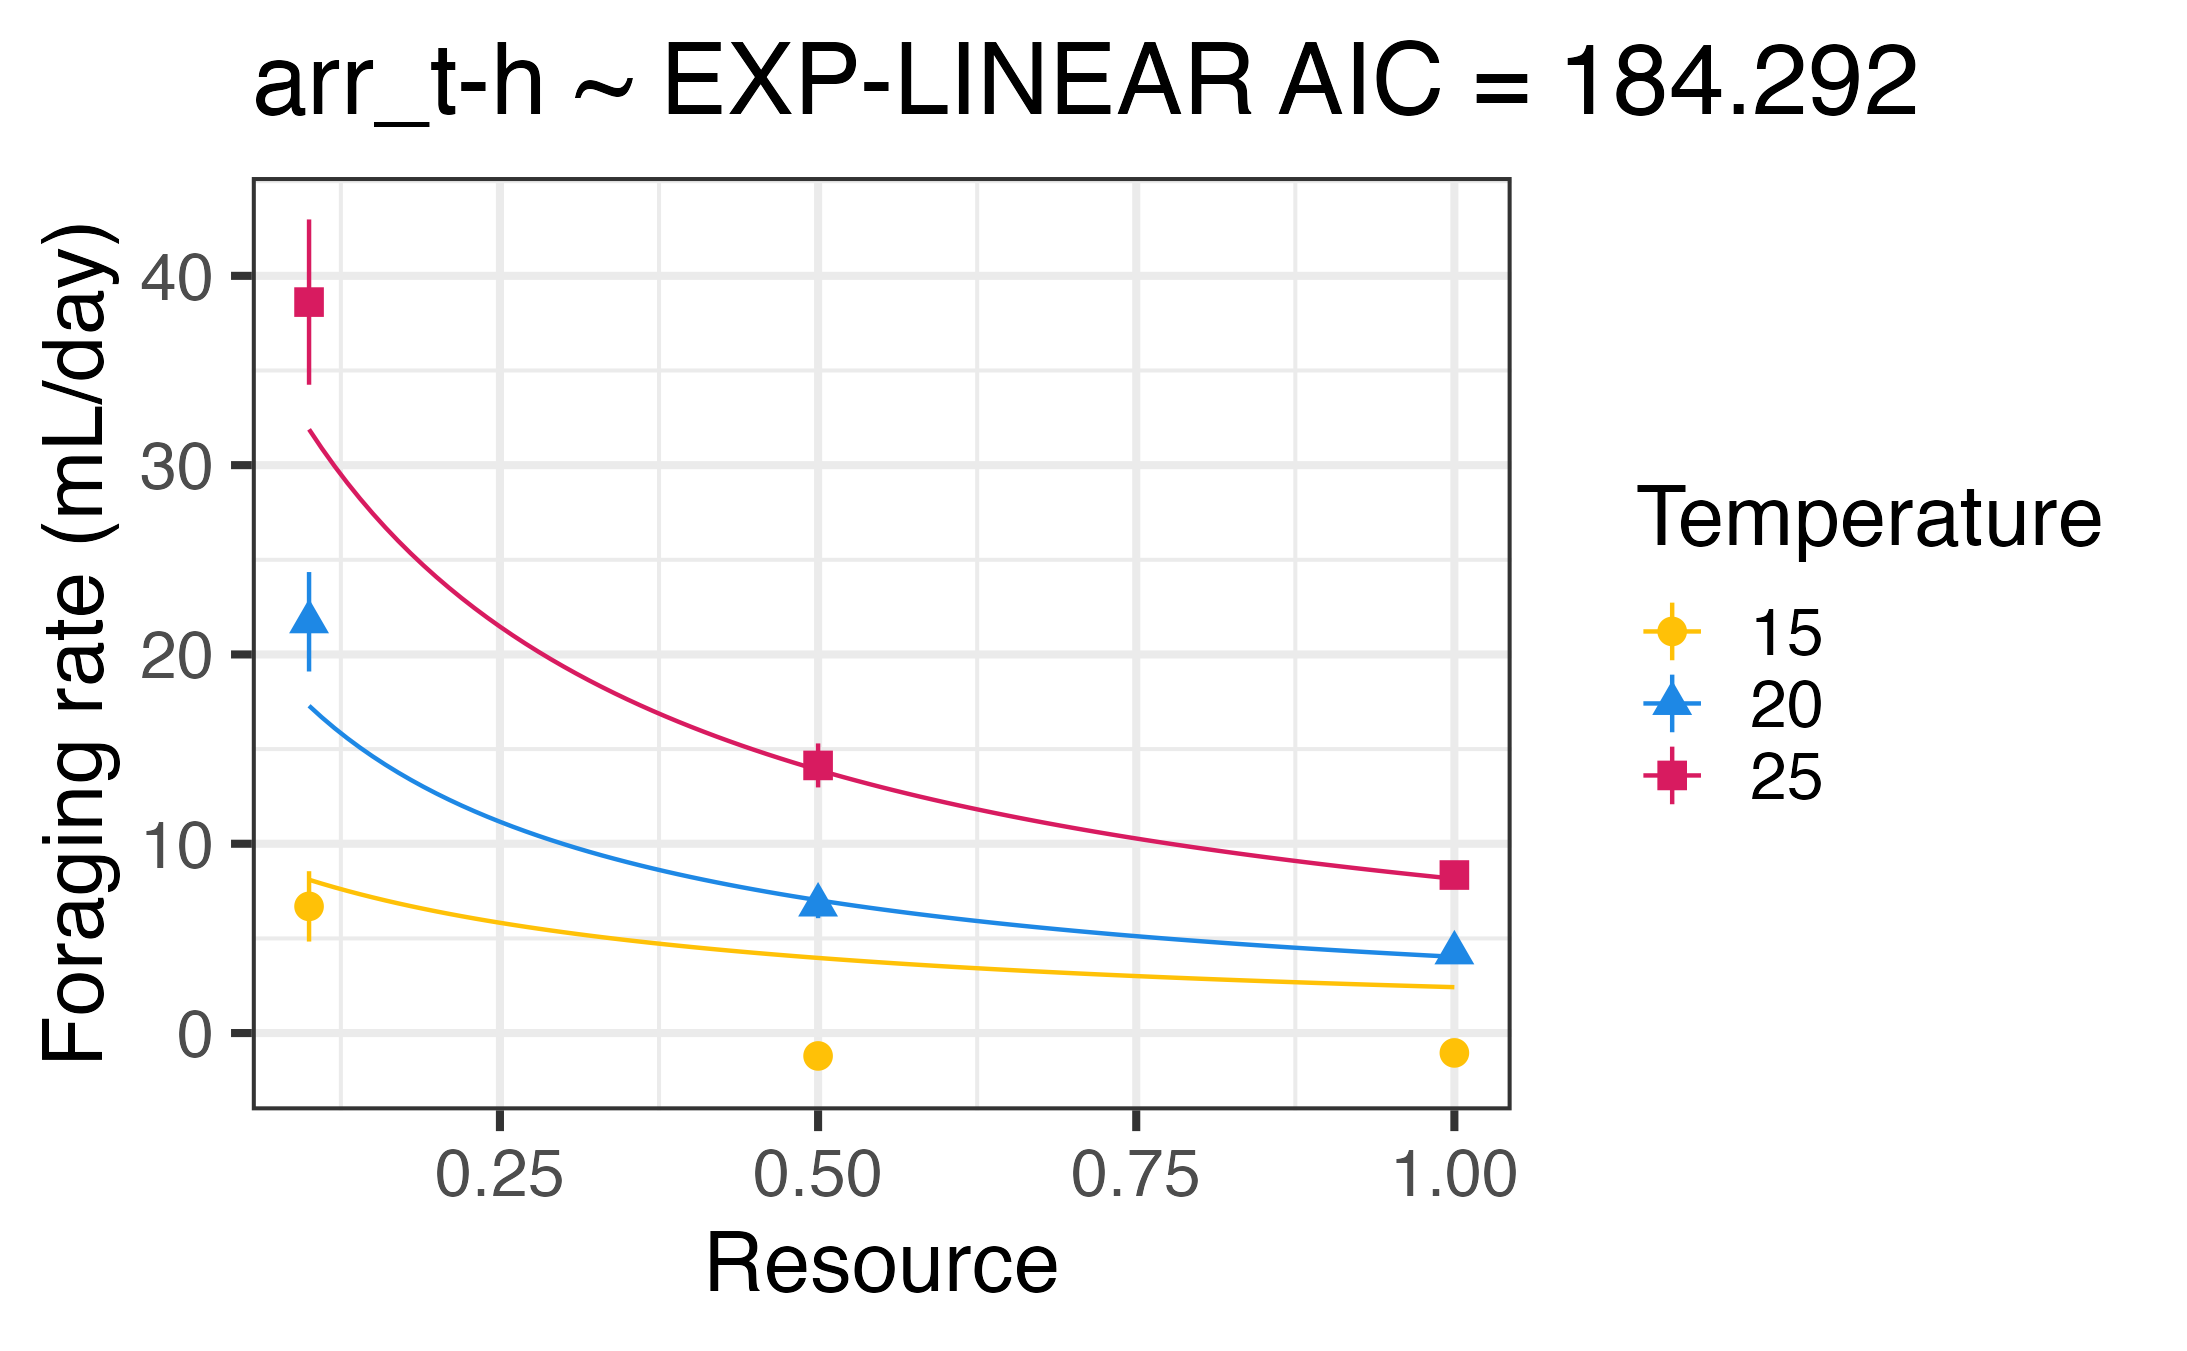 arr_t-h ~ EXP-LINEAR AIC = 184.292
Foraging rate (mL/day)
40
30
20
10
0
0.25 0.50 0.75 1.00
Resource
Temperature
15
20
25